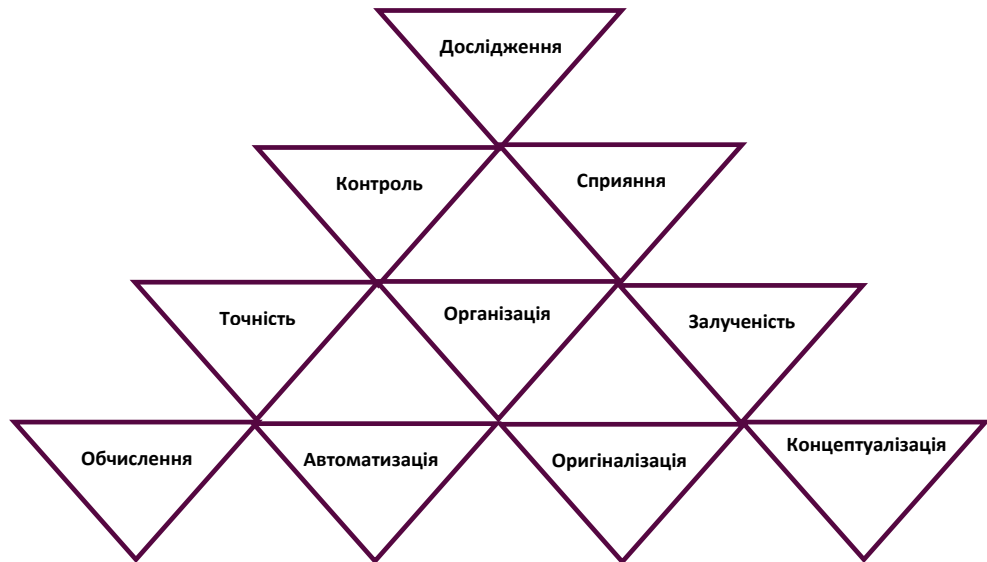 Дослідження
Контроль
Сприяння
Точність
Організація
Залученість
Обчислення
Автоматизація
Оригіналізація
Концептуалізація